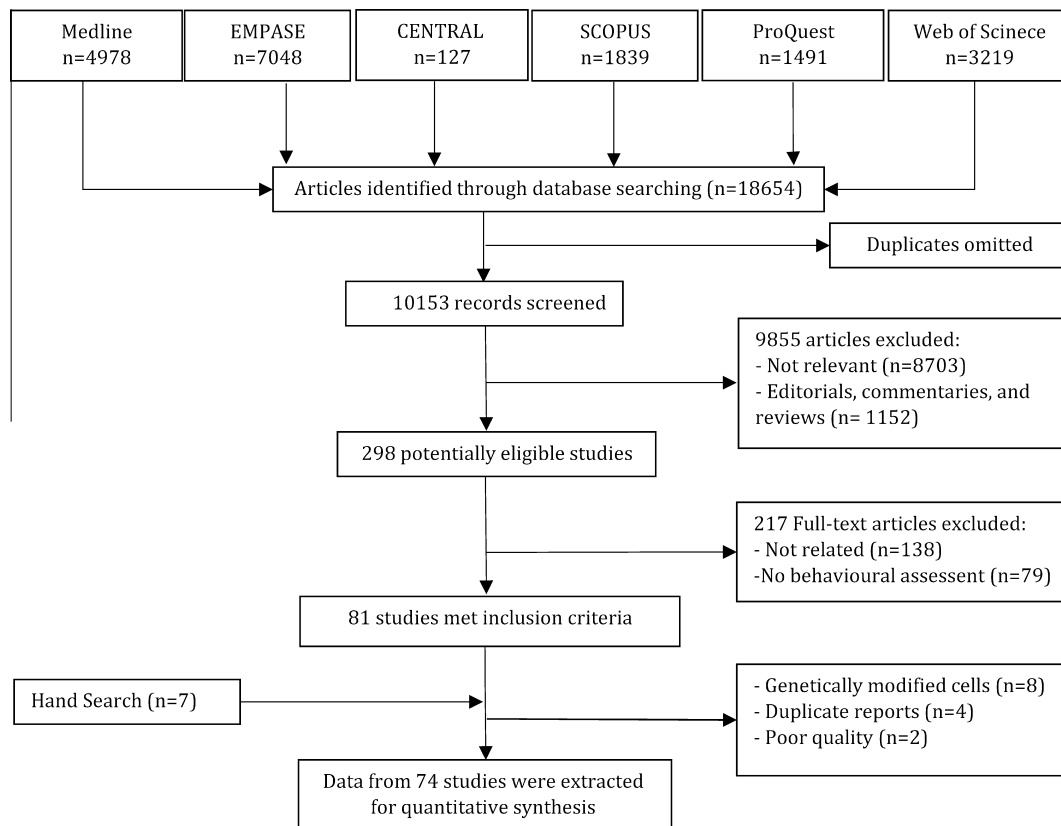 Medline
n=4978
EMPASE
n=7048
CENTRAL
n=127
SCOPUS
n=1839
ProQuest
n=1491
Web of Scinece
n=3219
Articles identified through database searching (n=18654)
Duplicates omitted
10153 records screened
9855 articles excluded:
- Not relevant (n=8703)
- Editorials, commentaries, and
reviews (n= 1152)
298 potentially eligible studies
217 Full-text articles excluded:
- Not related (n=138)
-No behavioural assessent (n=79)
81 studies met inclusion criteria
Hand Search (n=7)
- Genetically modified cells (n=8)
- Duplicate reports (n=4)
- Poor quality (n=2)
Data from 74 studies were extracted
for quantitative synthesis